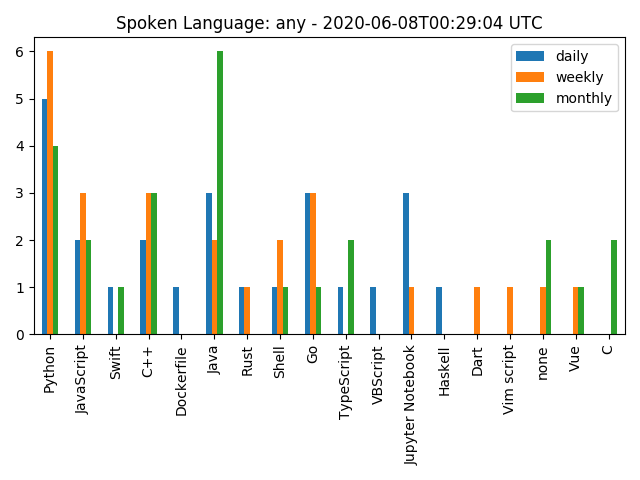 Spoken Language: any - 2020-06-08T00:29:04 UTC
daily
weekly
monthly
6
5
4
3
2
1
0
Python
JavaScript
Swift
C++
Dockerfile
Java
Rust
Shell
Go
TypeScript
VBScript
Jupyter Notebook
Haskell
Dart
Vim script
none
Vue
C